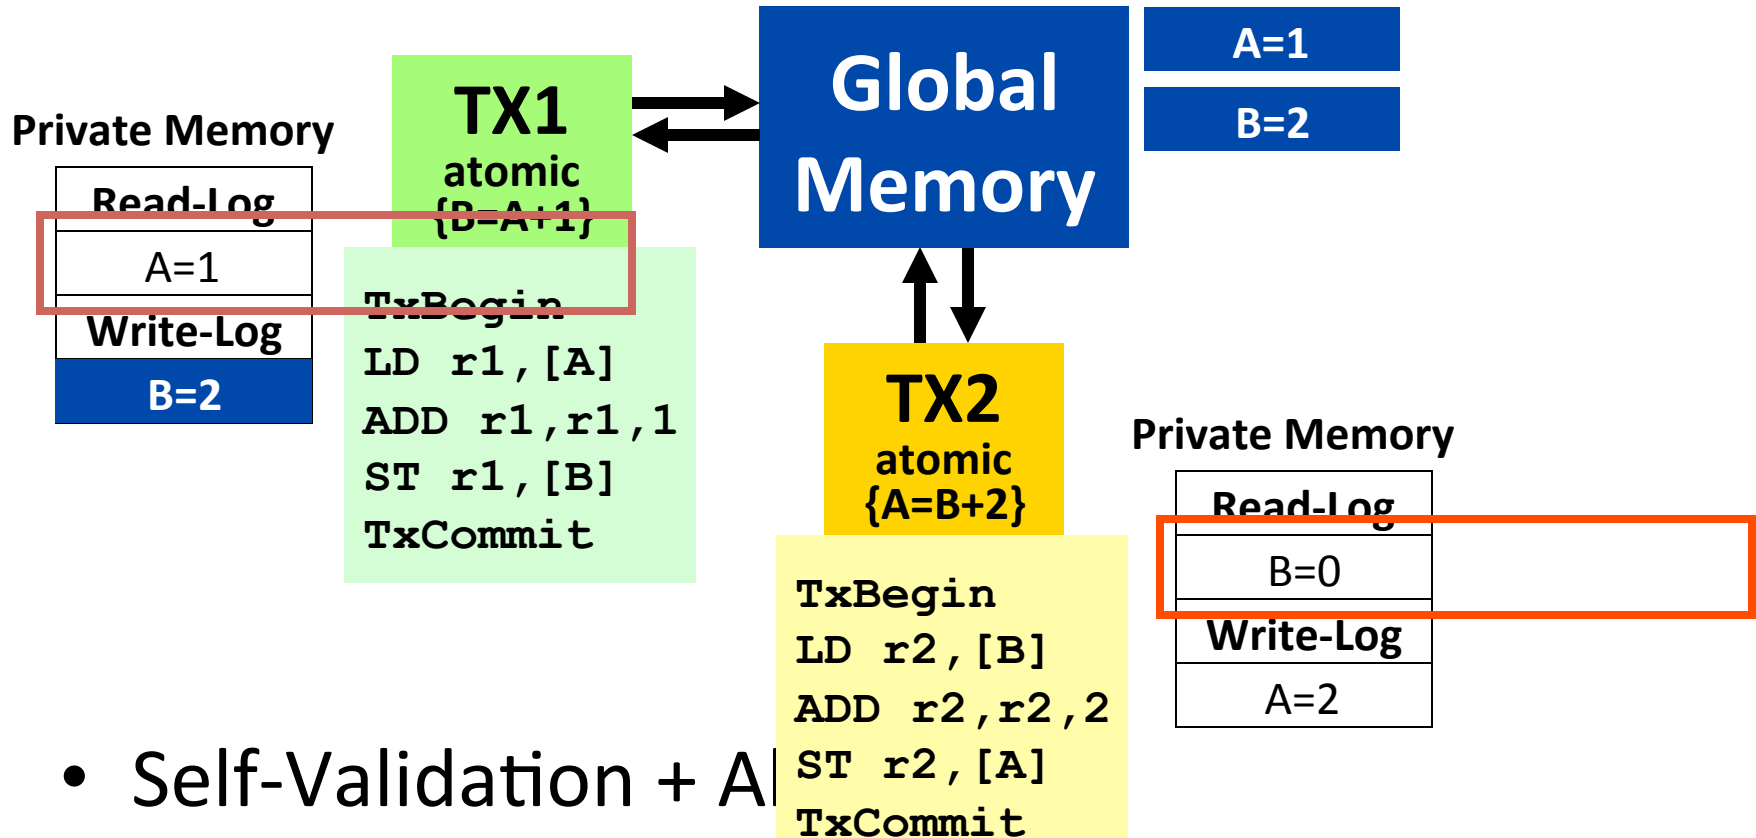 Private Memory
Read-Log
A=1
Write-Log
B=2
TX1
atomic
{B=A+1}
TxBegin
LD r1,[A]
ADD r1,r1,1
ST r1,[B]
TxCommit
Global
Memory
A=1
B=2
TX2
atomic
{A=B+2}
TxBegin
LD r2,[B]
ADD r2,r2,2
ST r2,[A]
TxCommit
Private Memory
Read-Log
B=0
Write-Log
A=2
• Self-Validation +